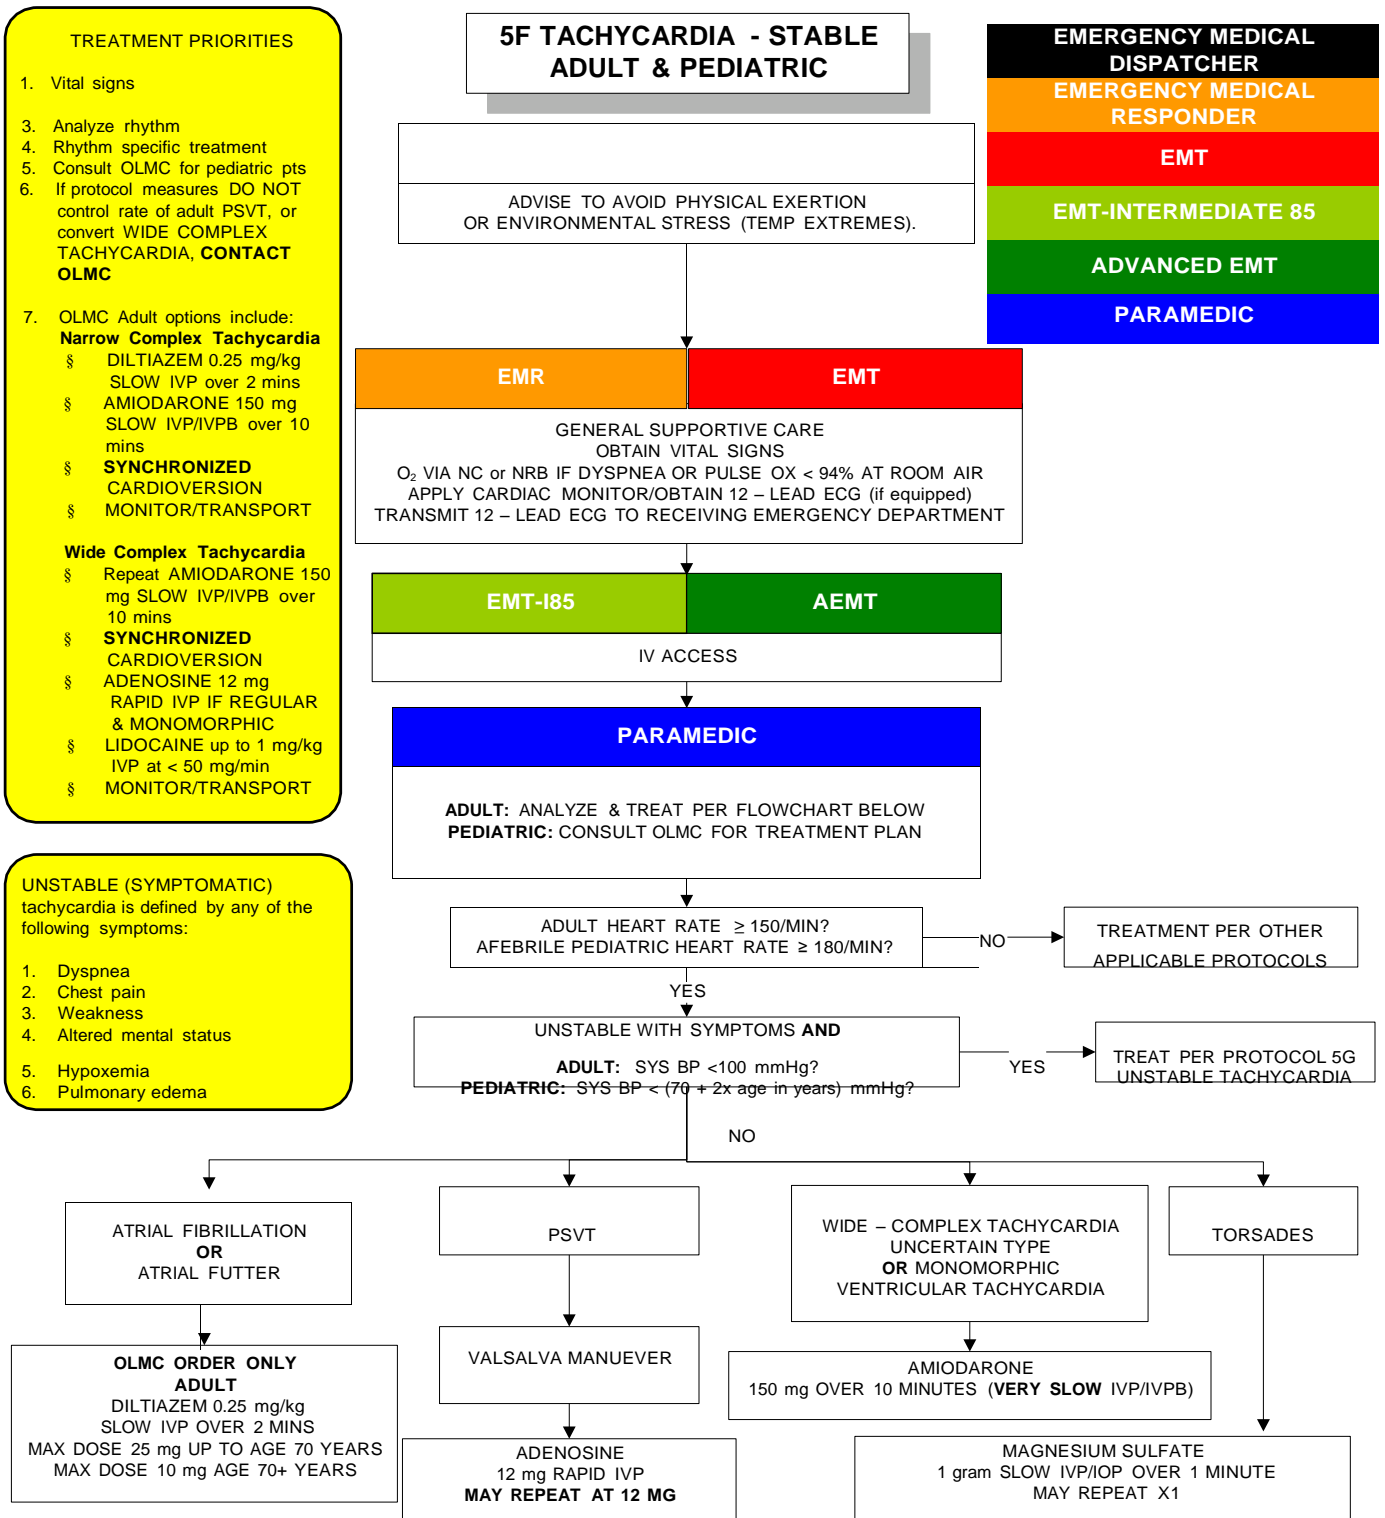 TREATMENT PRIORITIES
1. Vital signs
3. Analyze rhythm
4. Rhythm specific treatment
5. Consult OLMC for pediatric pts
6. If protocol measures DO NOT
control rate of adult PSVT, or
convert WIDE COMPLEX
TACHYCARDIA, CONTACT
OLMC
7. OLMC Adult options include:
Narrow Complex Tachycardia
§ DILTIAZEM 0.25 mg/kg
SLOW IVP over 2 mins
§ AMIODARONE 150 mg
SLOW IVP/IVPB over 10
mins
§ SYNCHRONIZED
CARDIOVERSION
§ MONITOR/TRANSPORT
Wide Complex Tachycardia
§ Repeat AMIODARONE 150
mg SLOW IVP/IVPB over
10 mins
§ SYNCHRONIZED
CARDIOVERSION
§ ADENOSINE 12 mg
RAPID IVP IF REGULAR
& MONOMORPHIC
§ LIDOCAINE up to 1 mg/kg
IVP at < 50 mg/min
§ MONITOR/TRANSPORT
UNSTABLE (SYMPTOMATIC)
tachycardia is defined by any of the
following symptoms:
1. Dyspnea
2. Chest pain
3. Weakness
4. Altered mental status
5. Hypoxemia
6. Pulmonary edema
5F TACHYCARDIA - STABLE
ADULT & PEDIATRIC
EMERGENCY MEDICAL
DISPATCHER
EMERGENCY MEDICAL
RESPONDER
EMT
EMT-INTERMEDIATE 85
ADVANCED EMT
PARAMEDIC
ADVISE TO AVOID PHYSICAL EXERTION
OR ENVIRONMENTAL STRESS (TEMP EXTREMES).
EMR
EMT
GENERAL SUPPORTIVE CARE
OBTAIN VITAL SIGNS
O₂ VIA NC or NRB IF DYSPNEA OR PULSE OX < 94% AT ROOM AIR
APPLY CARDIAC MONITOR/OBTAIN 12 – LEAD ECG (if equipped)
TRANSMIT 12 – LEAD ECG TO RECEIVING EMERGENCY DEPARTMENT
EMT-I85
AEMT
IV ACCESS
PARAMEDIC
ADULT: ANALYZE & TREAT PER FLOWCHART BELOW
PEDIATRIC: CONSULT OLMC FOR TREATMENT PLAN
ADULT HEART RATE ≥ 150/MIN?
AFEBRILE PEDIATRIC HEART RATE ≥ 180/MIN?
NO
TREATMENT PER OTHER
APPLICABLE PROTOCOLS
YES
UNSTABLE WITH SYMPTOMS AND
ADULT: SYS BP <100 mmHg?
PEDIATRIC: SYS BP < (70 + 2x age in years) mmHg?
YES
TREAT PER PROTOCOL 5G
UNSTABLE TACHYCARDIA
NO
ATRIAL FIBRILLATION
OR
ATRIAL FUTTER
PSVT
WIDE – COMPLEX TACHYCARDIA
UNCERTAIN TYPE
OR MONOMORPHIC
VENTRICULAR TACHYCARDIA
TORSADES
OLMC ORDER ONLY
ADULT
DILTIAZEM 0.25 mg/kg
SLOW IVP OVER 2 MINS
MAX DOSE 25 mg UP TO AGE 70 YEARS
MAX DOSE 10 mg AGE 70+ YEARS
VALSALVA MANUEVER
ADENOSINE
12 mg RAPID IVP
MAY REPEAT AT 12 MG
AMIODARONE
150 mg OVER 10 MINUTES (VERY SLOW IVP/IVPB)
MAGNESIUM SULFATE
1 gram SLOW IVP/IOP OVER 1 MINUTE
MAY REPEAT X1